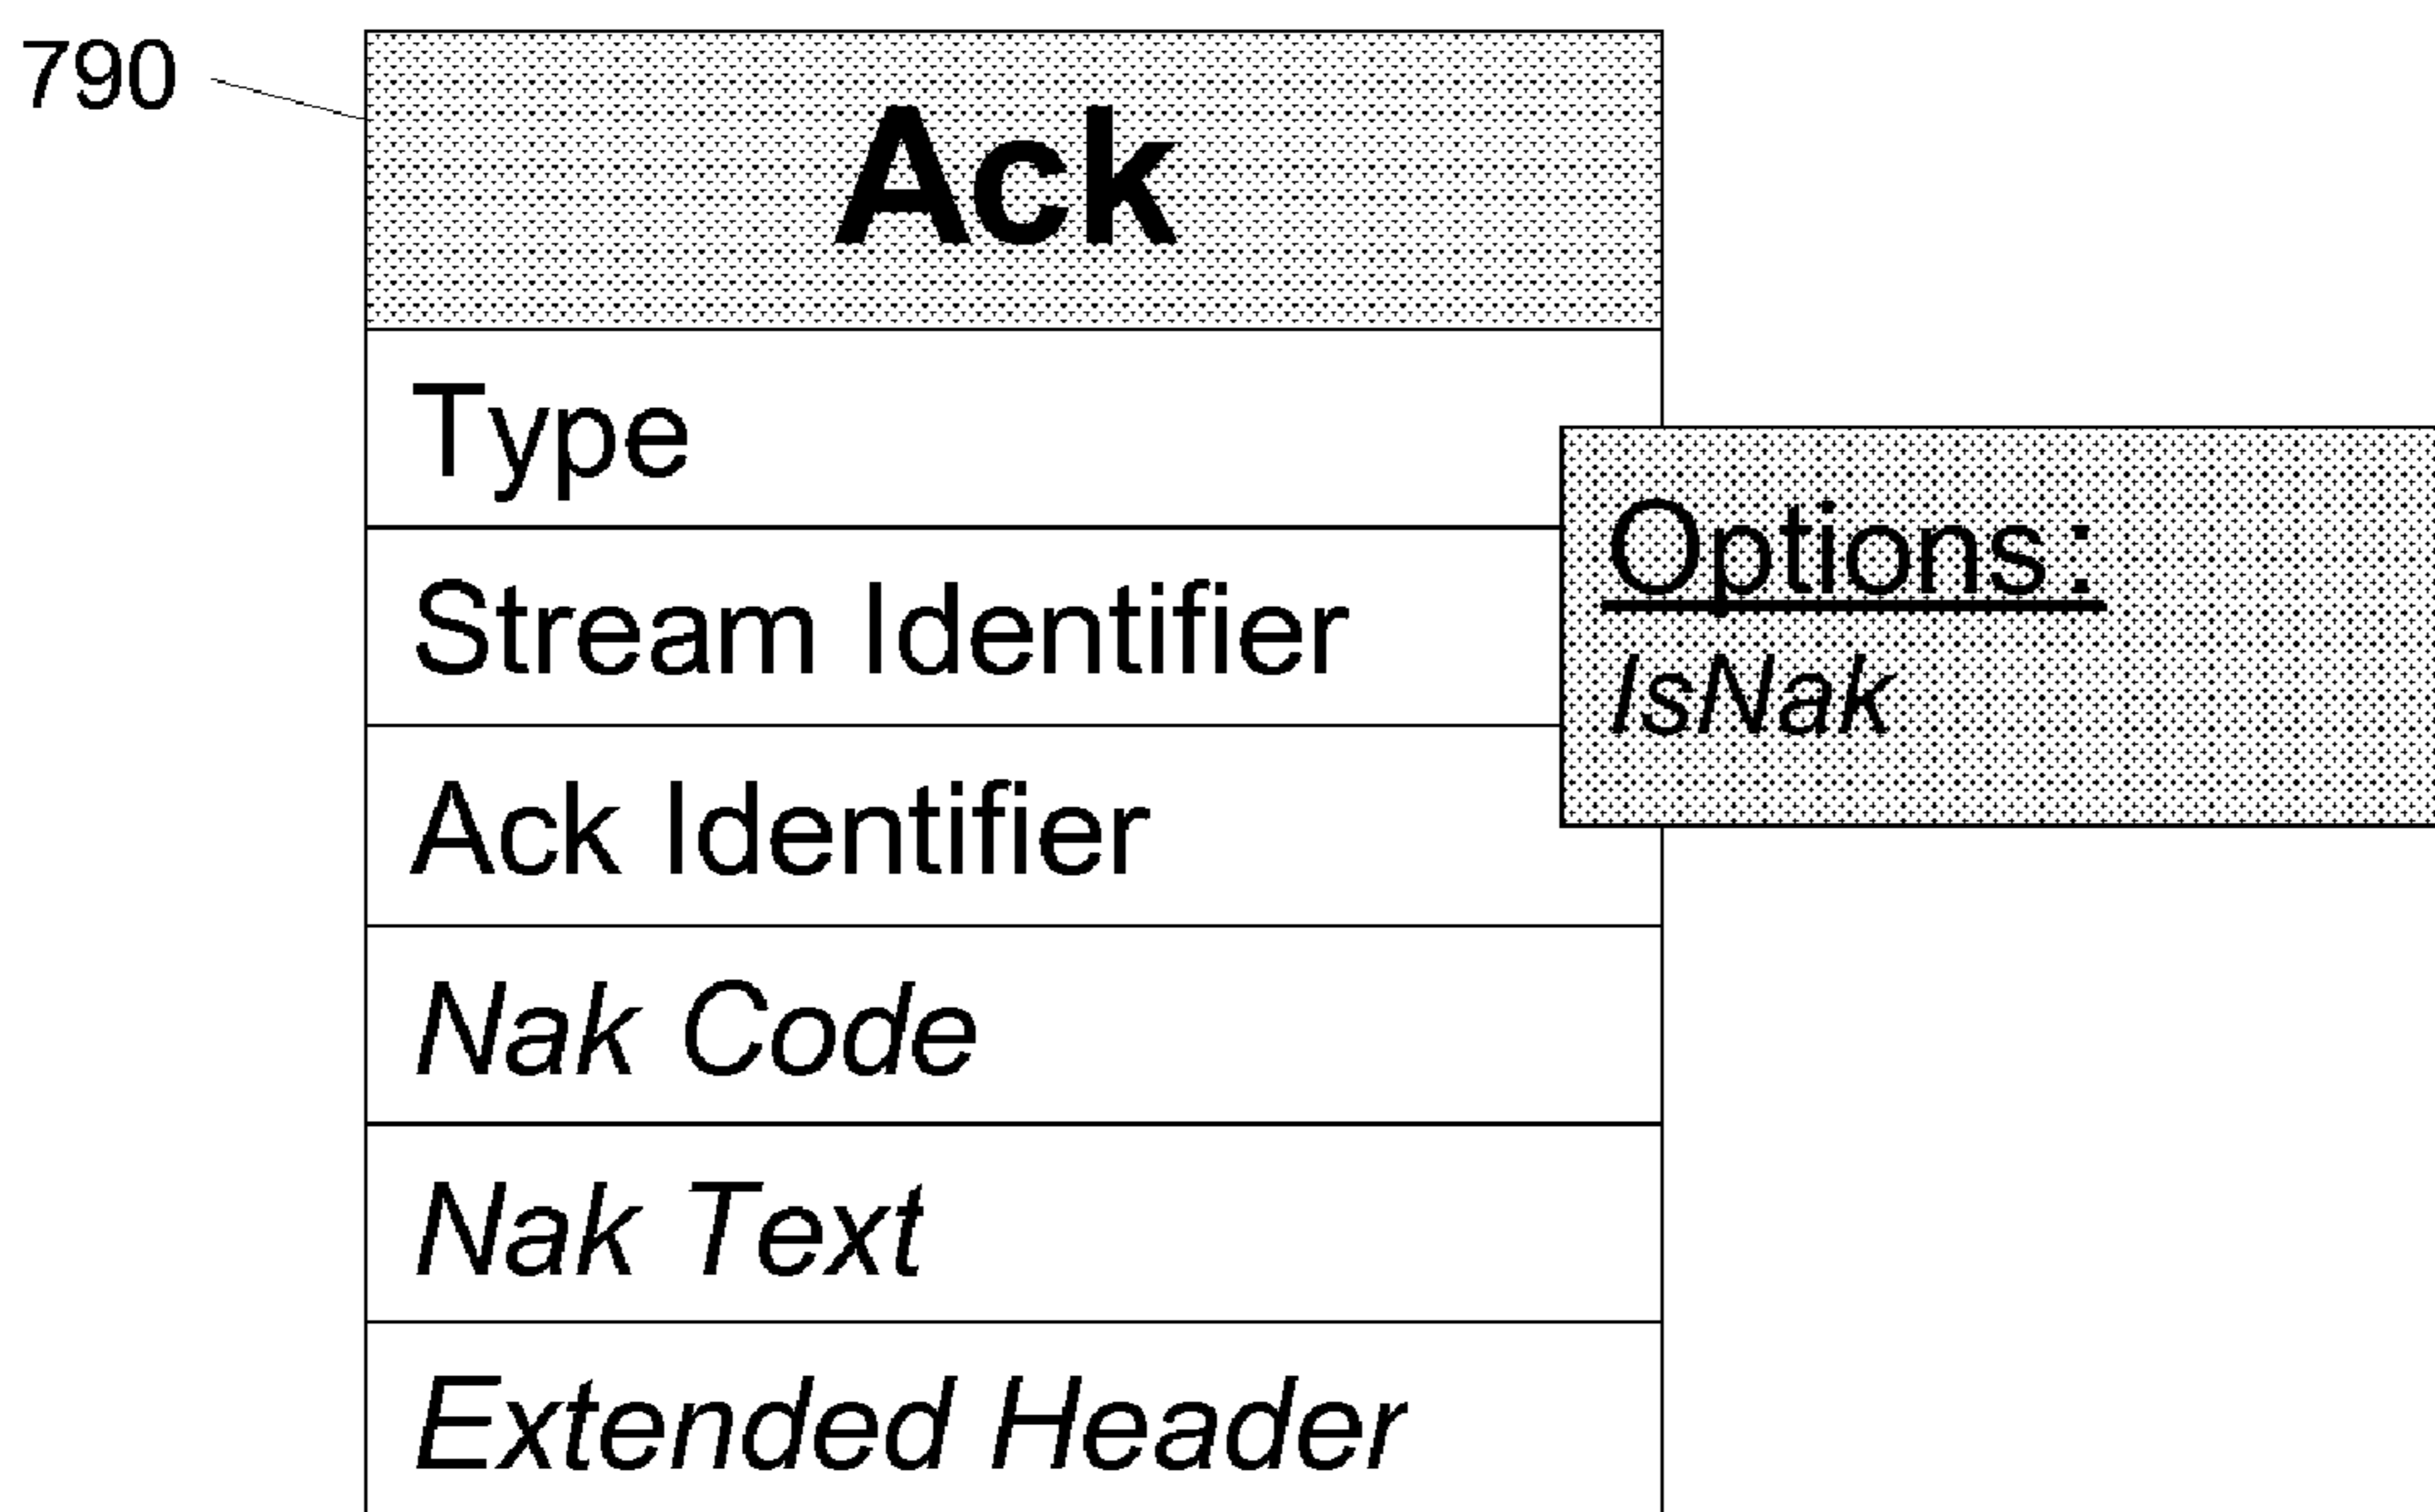 790
Ack
Type
Options:
Stream Identifier
IsNak
Ack Identifier
Nak Code
Nak Text
Extended Header